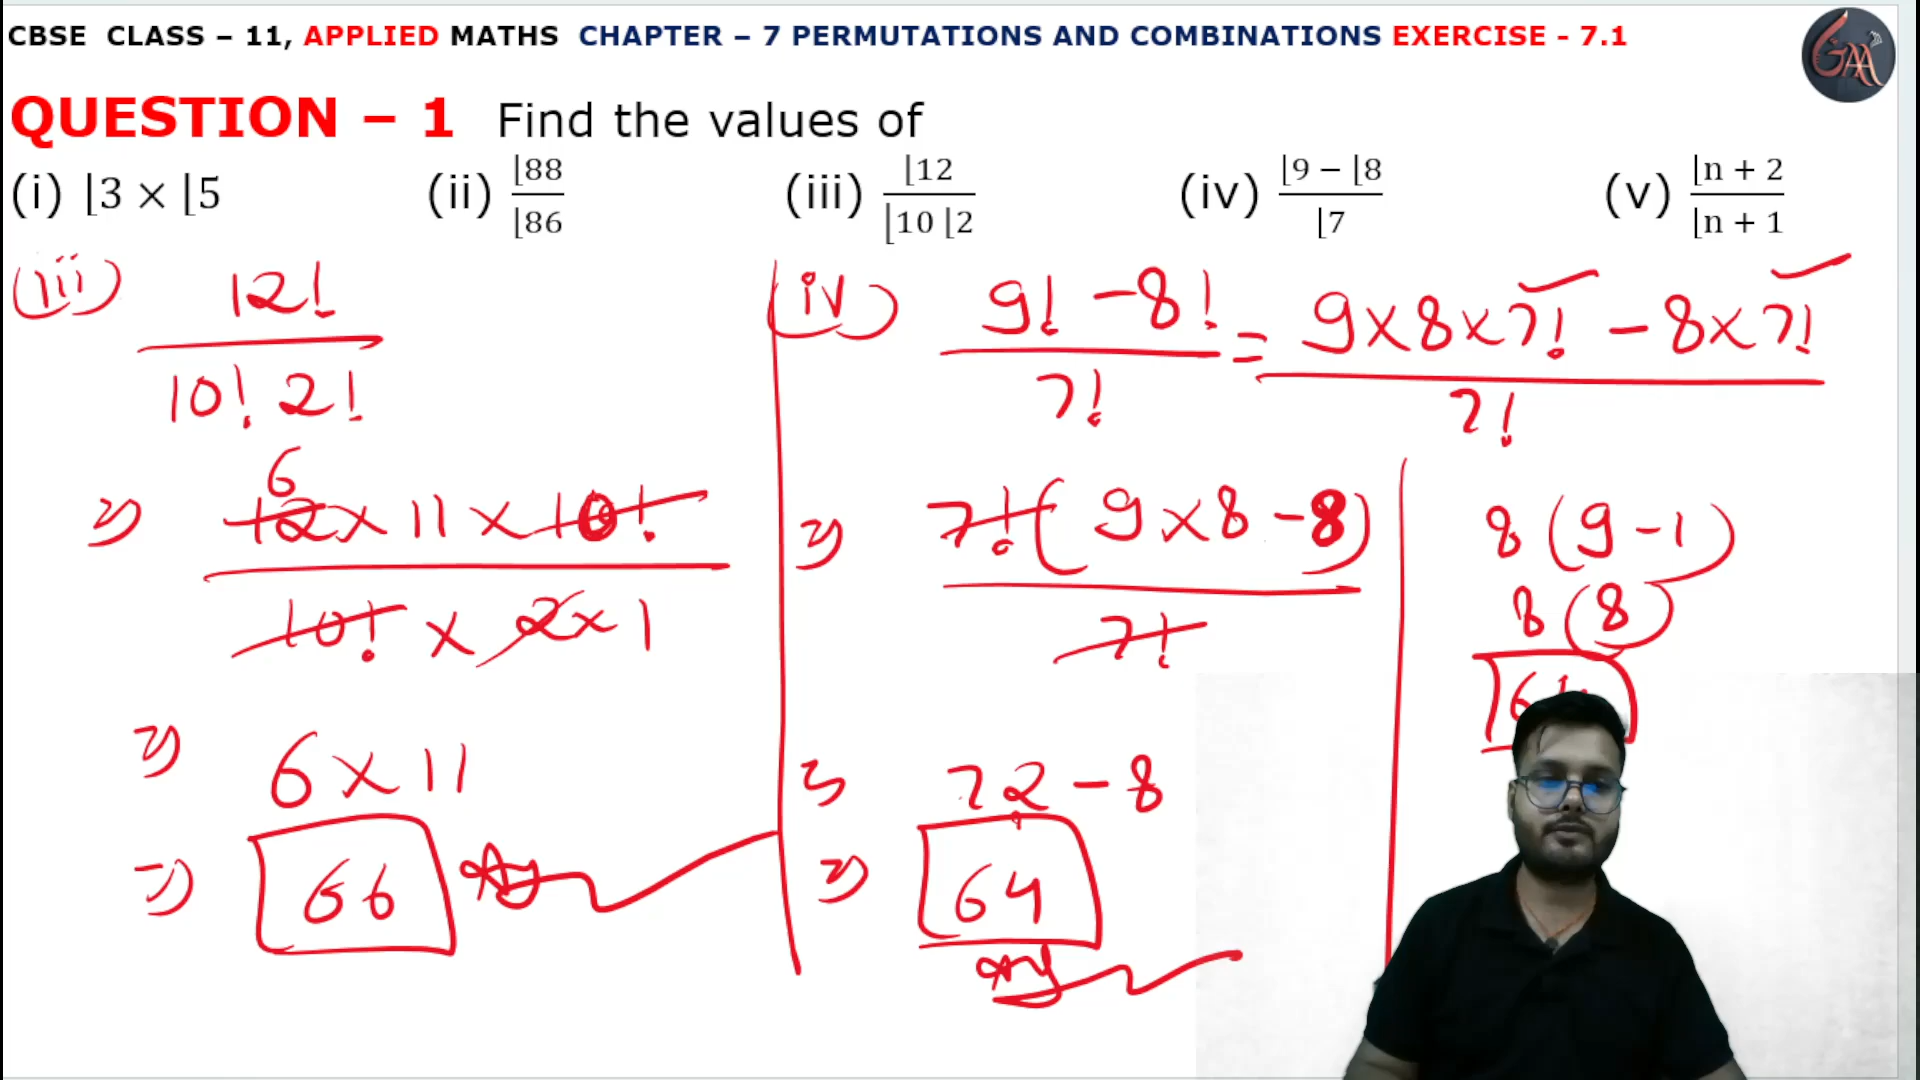 CBSE CLASS – 11, APPLIED MATHS CHAPTER – 7 PERMUTATIONS AND COMBINATIONS EXERCISE - 7.1
GAA
QUESTION – 1 Find the values of
(i) ⌊3 × ⌊5 (ii) ⌊88 / ⌊86 (iii) ⌊12 / ⌊10 ⌊2 (iv) ⌊9 – ⌊8 / ⌊7 (v) ⌊n + 2 / ⌊n + 1
(iii) 12! / 10! 2!
⇒ 12 × 11 × 10! / 10! × 2 × 1
6
⇒ 6 × 11
⇒ 66 Ans
(iv) 9! - 8! / 7! = 9 × 8 × 7! - 8 × 7! / 7!
⇒ 7! ( 9 × 8 - 8 ) / 7!
⇒ 72 - 8
⇒ 64
Ans
8 ( 9 - 1 )
8 ( 8 )